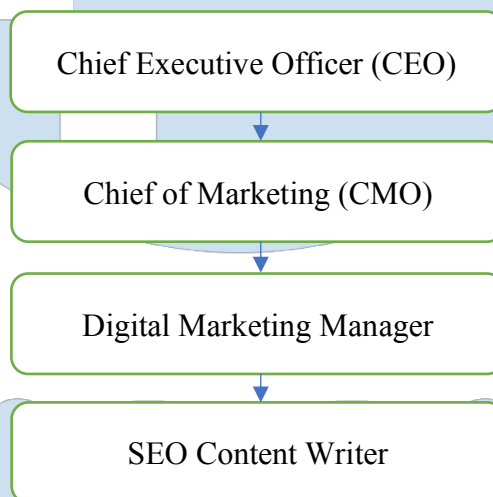 Chief Executive Officer (CEO)
Chief of Marketing (CMO)
Digital Marketing Manager
SEO Content Writer